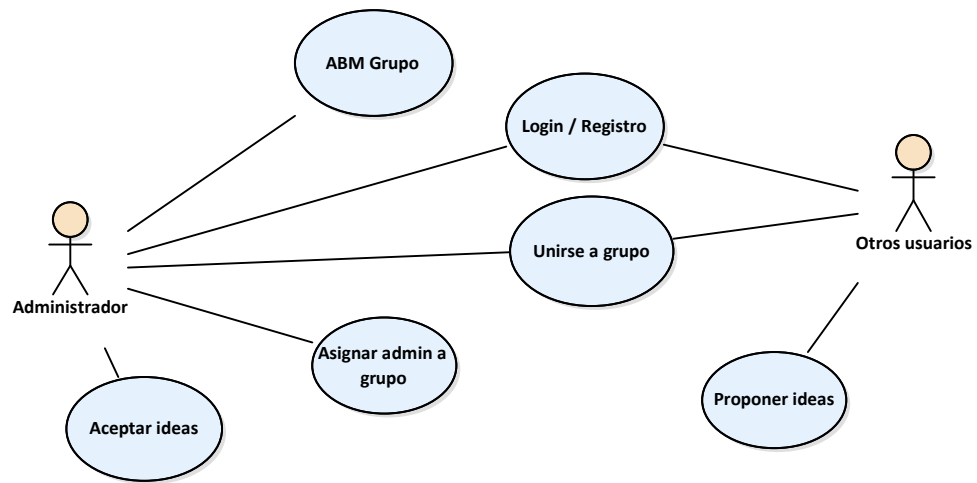 ABM Grupo
Login / Registro
Unirse a grupo
Otros usuarios
Administrador
Asignar admin a
grupo
Proponer ideas
Aceptar ideas